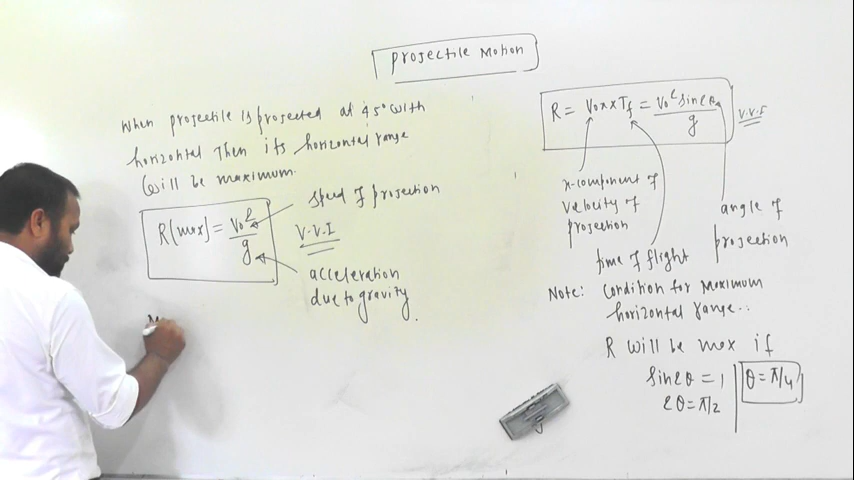 Projectile Motion
When projectile is projected at 45° with
horizontal Then its horizontal range
Will be maximum.
R(max) = V₀²/g
speed of projection
V.V.I
acceleration
due to gravity.
R = V₀x × Tf = V₀² sin2θ/g
V.V.I
x-component of
velocity of
projection
time of flight
angle of
projection
Note: Condition for maximum
horizontal range..
R will be max if
sin2θ = 1
2θ = π/2
θ = π/4